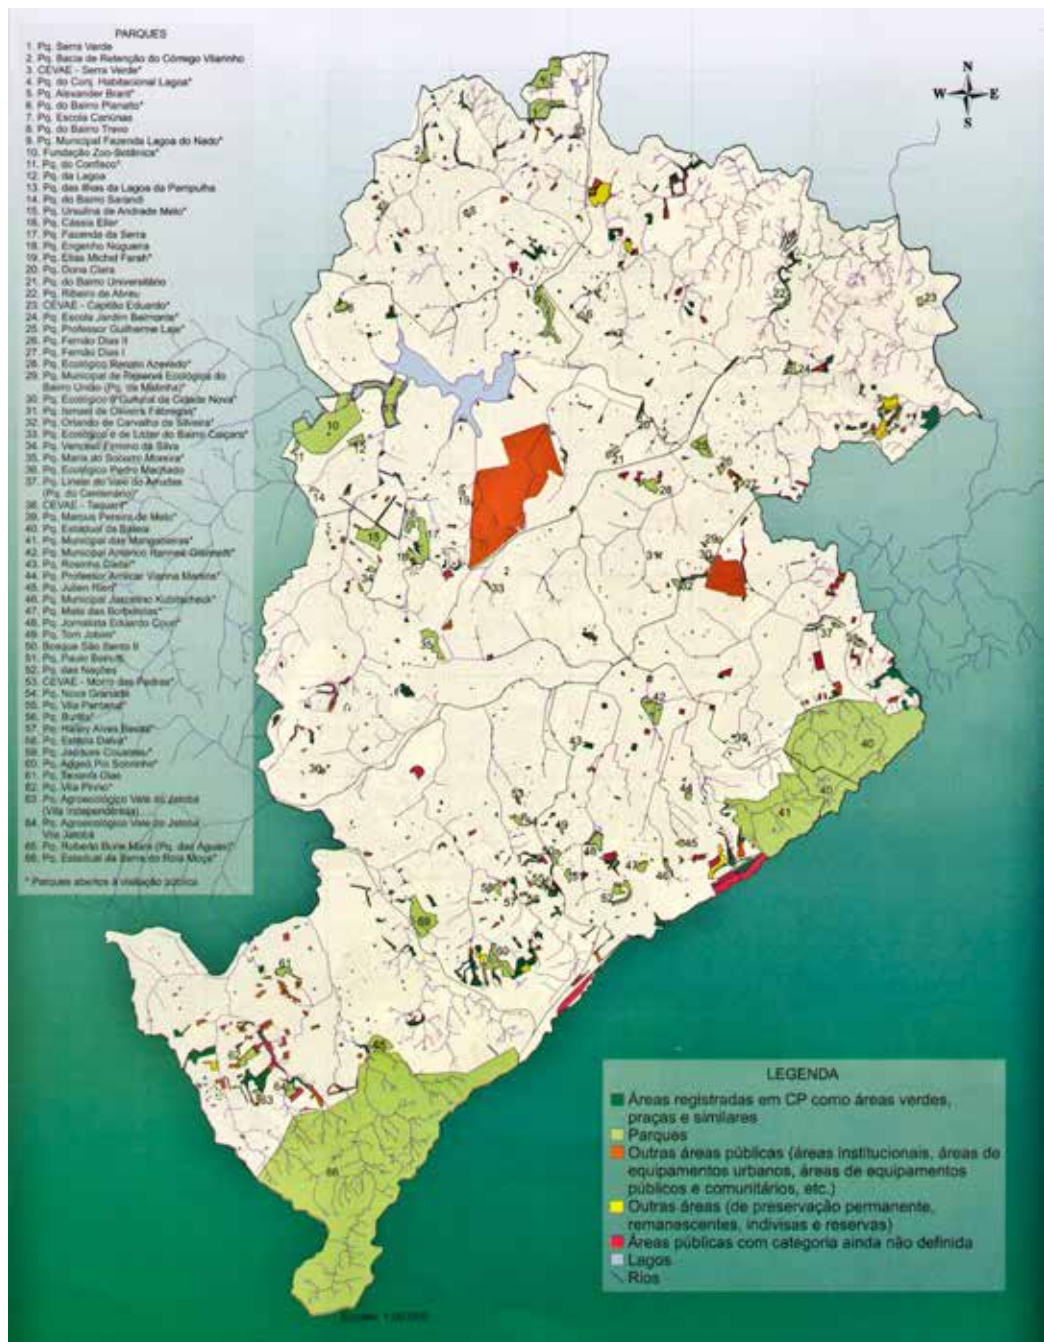 PARQUES
1. Pq. Serra Verde
2. Pq. Bacia de Retenção do Córrego Vilarinho
3. CEVAE - Serra Verde*
4. Pq. do Conj. Habitacional Lagoa*
5. Pq. Alexander Brant*
6. Pq. do Bairro Planalto*
7. Pq. Escola Canúnas
8. Pq. do Bairro Trevo
9. Pq. Municipal Fazenda Lagoa do Nado*
10. Fundação Zoo-Botânica*
11. Pq. do Confisco*
12. Pq. da Lagoa
13. Pq. das Ilhas da Lagoa da Pampulha
14. Pq. do Bairro Sarandi
15. Pq. Ursulina de Andrade Melo*
16. Pq. Cássia Eller
17. Pq. Fazenda da Serra
18. Pq. Engenho Nogueira
19. Pq. Elias Michel Farah*
20. Pq. Dona Clara
21. Pq. do Bairro Universitário
22. Pq. Ribeiro de Abreu
23. CEVAE - Capitão Eduardo*
24. Pq. Escola Jardim Belmonte*
25. Pq. Professor Guilherme Lage*
26. Pq. Fernão Dias II
27. Pq. Fernão Dias I
28. Pq. Ecológico Renato Azeredo*
29. Pq. Municipal de Reserva Ecológica do
Bairro União (Pq. da Matinha)*
30. Pq. Ecológico e Cultural da Cidade Nova*
31. Pq. Ismael de Oliveira Fábregas*
32. Pq. Orlando de Carvalho da Silveira*
33. Pq. Ecológico e de Lazer do Bairro Caiçara*
34. Pq. Vencesli Firmino da Silva
35. Pq. Maria do Socorro Moreira*
36. Pq. Ecológico Pedro Machado
37. Pq. Linear do Vale do Arrudas
(Pq. do Centenário)*
38. CEVAE - Taquaril*
39. Pq. Marcus Pereira de Melo*
40. Pq. Estadual da Baleia
41. Pq. Municipal das Mangabeiras*
42. Pq. Municipal Américo Renneé Giannetti*
43. Pq. Rosinha Cadar*
44. Pq. Professor Amilcar Vianna Martins*
45. Pq. Julien Rien*
46. Pq. Municipal Juscelino Kubitscheck*
47. Pq. Mata das Borboletas*
48. Pq. Jornalista Eduardo Couri*
49. Pq. Tom Jobim*
50. Bosque São Bento II
51. Pq. Paulo Berutti
52. Pq. das Nações
53. CEVAE - Morro das Pedras*
54. Pq. Nova Granada
55. Pq. Vila Pantanal*
56. Pq. Buritis*
57. Pq. Halley Alves Bessa*
58. Pq. Estrela Dalva*
59. Pq. Jacques Cousteau*
60. Pq. Aggeo Pio Sobrinho*
61. Pq. Teixeira Dias
62. Pq. Vila Pinho*
63. Pq. Agroecológico Vale do Jatobá
(Vila Independência)
64. Pq. Agroecológico Vale do Jatobá
Vila Jatobá
65. Pq. Roberto Burle Marx (Pq. das Águas)*
66. Pq. Estadual da Serra do Rola Moça*
* Parques abertos à visitação pública
N
W E
S
LEGENDA
Áreas registradas em CP como áreas verdes,
praças e similares
Parques
Outras áreas públicas (áreas institucionais, áreas de
equipamentos urbanos, áreas de equipamentos
públicos e comunitários, etc.)
Outras áreas (de preservação permanente,
remanescentes, indivisas e reservas)
Áreas públicas com categoria ainda não definida
Lagos
Rios